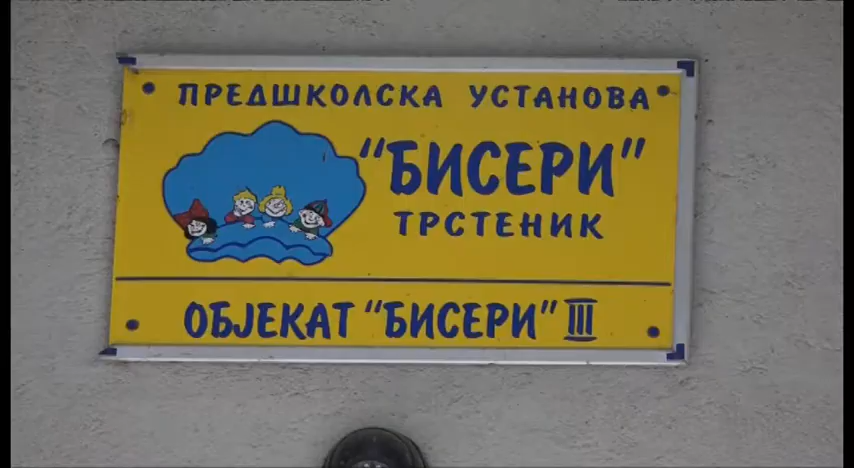 ПРЕДШКОЛСКА УСТАНОВА
"БИСЕРИ"
ТРСТЕНИК
ОБЈЕКАТ "БИСЕРИ" III